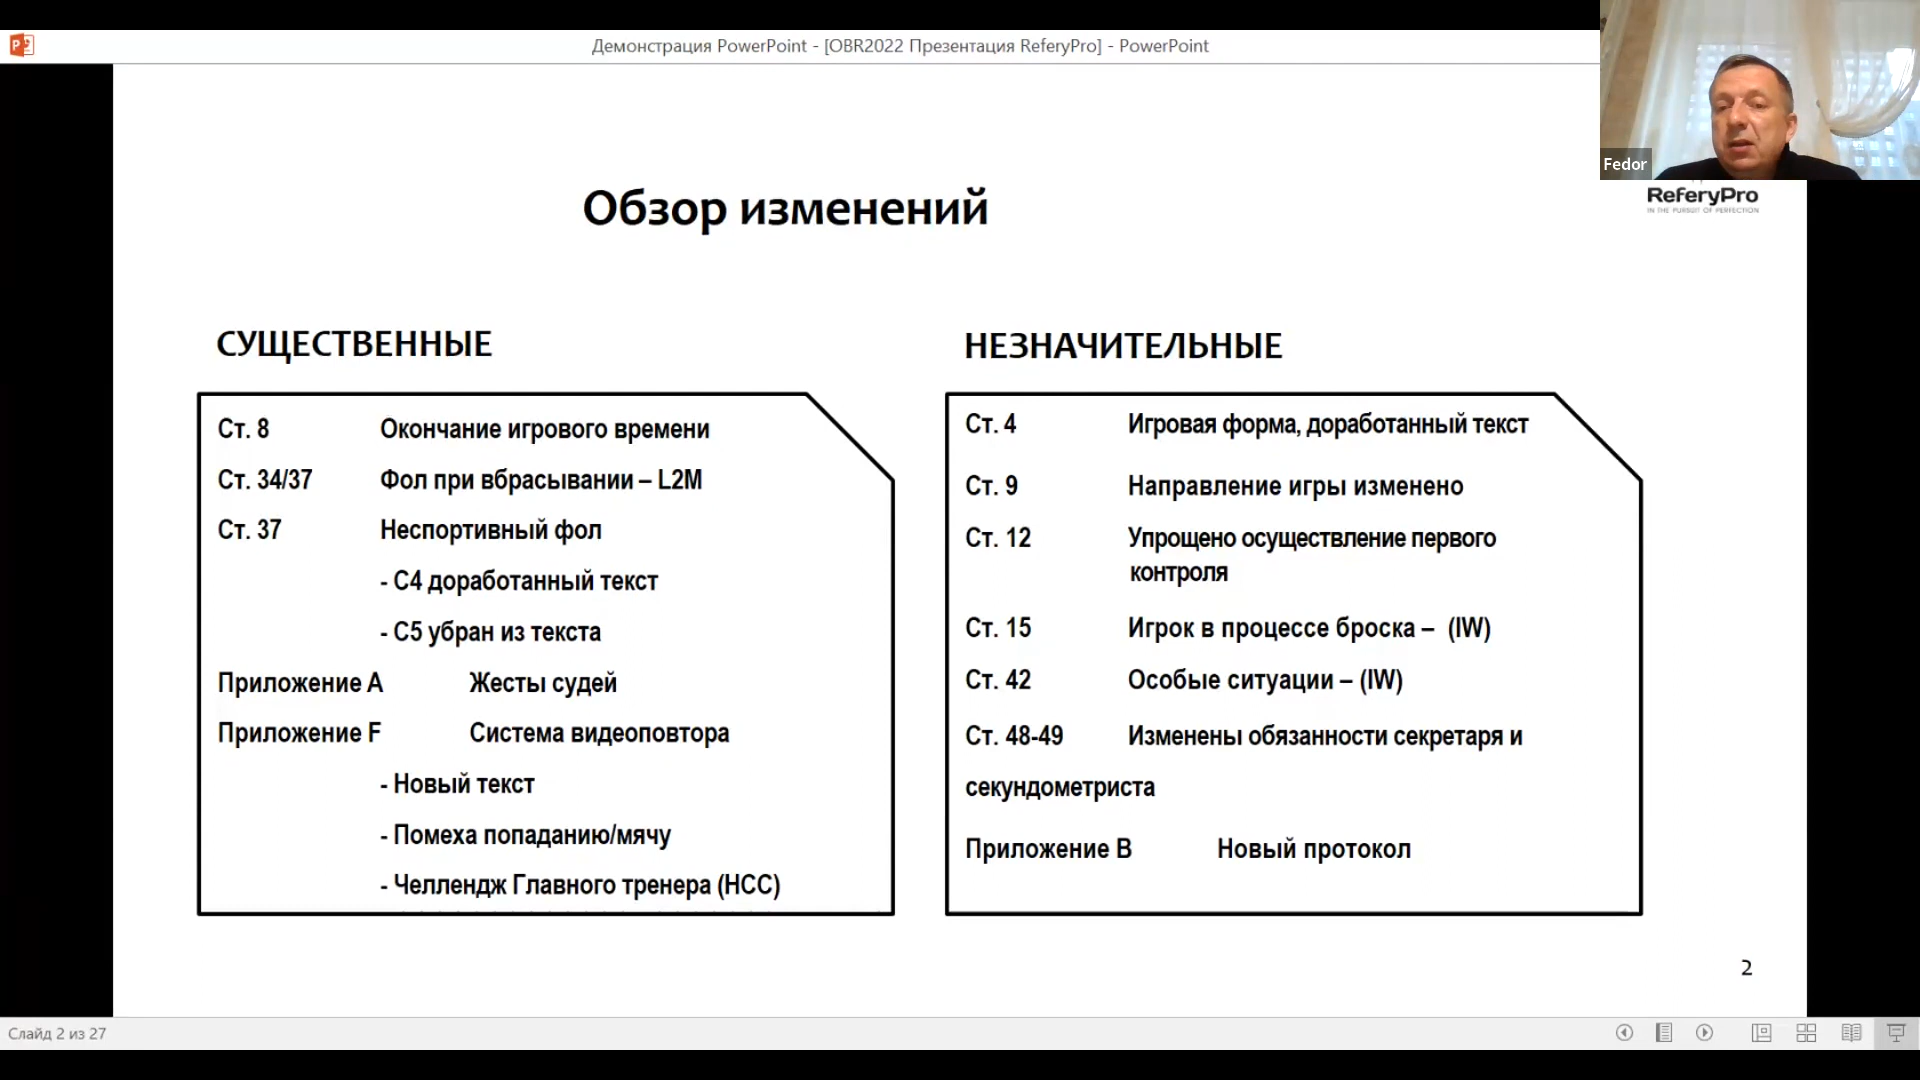 Демонстрация PowerPoint - [OBR2022 Презентация ReferyPro] - PowerPoint
Fedor
ReferyPro
IN THE PURSUIT OF PERFECTION
Обзор изменений
СУЩЕСТВЕННЫЕ
Ст. 8 Окончание игрового времени
Ст. 34/37 Фол при вбрасывании – L2M
Ст. 37 Неспортивный фол
- С4 доработанный текст
- С5 убран из текста
Приложение А Жесты судей
Приложение F Система видеоповтора
- Новый текст
- Помеха попаданию/мячу
- Челлендж Главного тренера (НСС)
НЕЗНАЧИТЕЛЬНЫЕ
Ст. 4 Игровая форма, доработанный текст
Ст. 9 Направление игры изменено
Ст. 12 Упрощено осуществление первого
контроля
Ст. 15 Игрок в процессе броска – (IW)
Ст. 42 Особые ситуации – (IW)
Ст. 48-49 Изменены обязанности секретаря и
секундометриста
Приложение В Новый протокол
2
Слайд 2 из 27